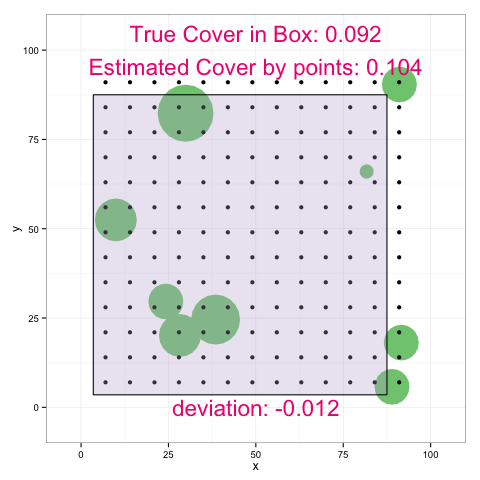 True Cover in Box: 0.092
Estimated Cover by points: 0.104
100
75
50
25
0
y
deviation: -0.012
0 25 50 75 100
x